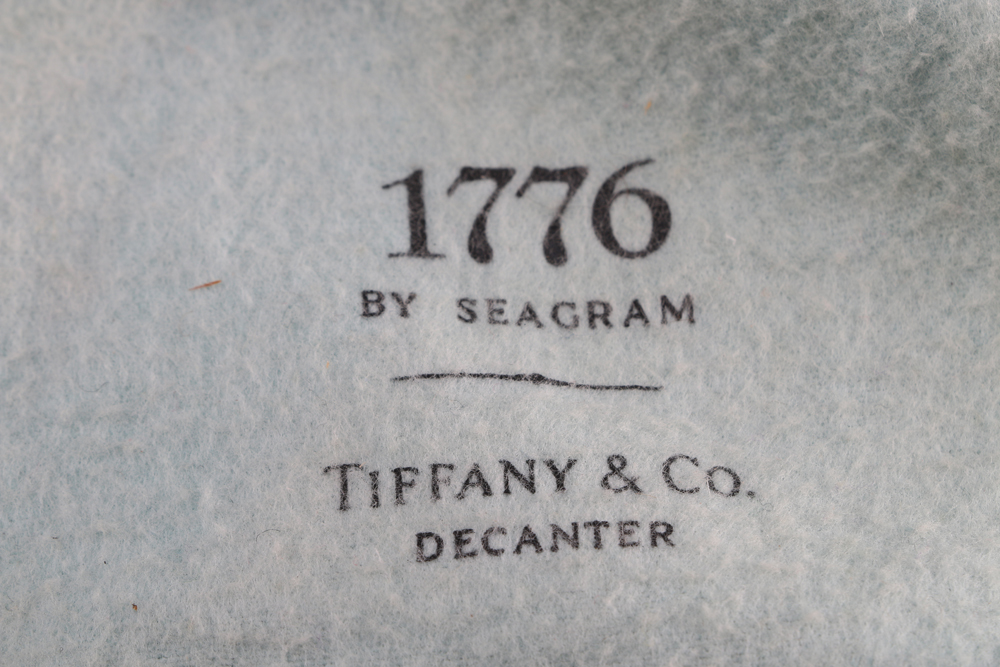 1776
BY SEAGRAM
TIFFANY & CO.
DECANTER